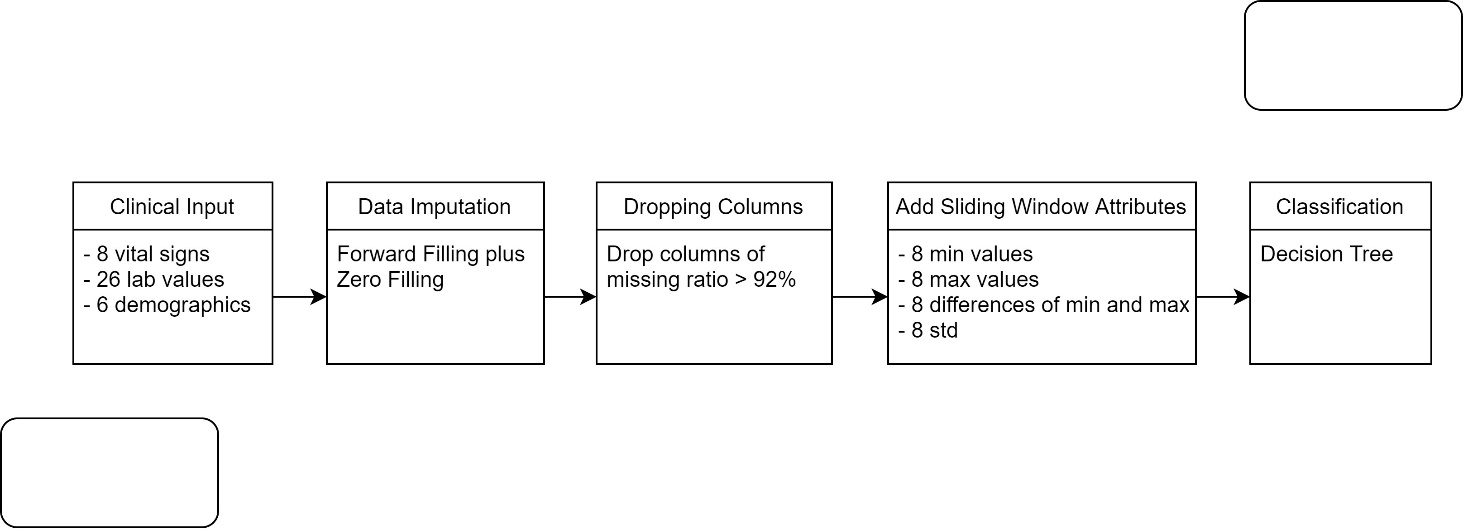 Clinical Input
- 8 vital signs
- 26 lab values
- 6 demographics
Data Imputation
Forward Filling plus
Zero Filling
Dropping Columns
Drop columns of
missing ratio > 92%
Add Sliding Window Attributes
- 8 min values
- 8 max values
- 8 differences of min and max
- 8 std
Classification
Decision Tree